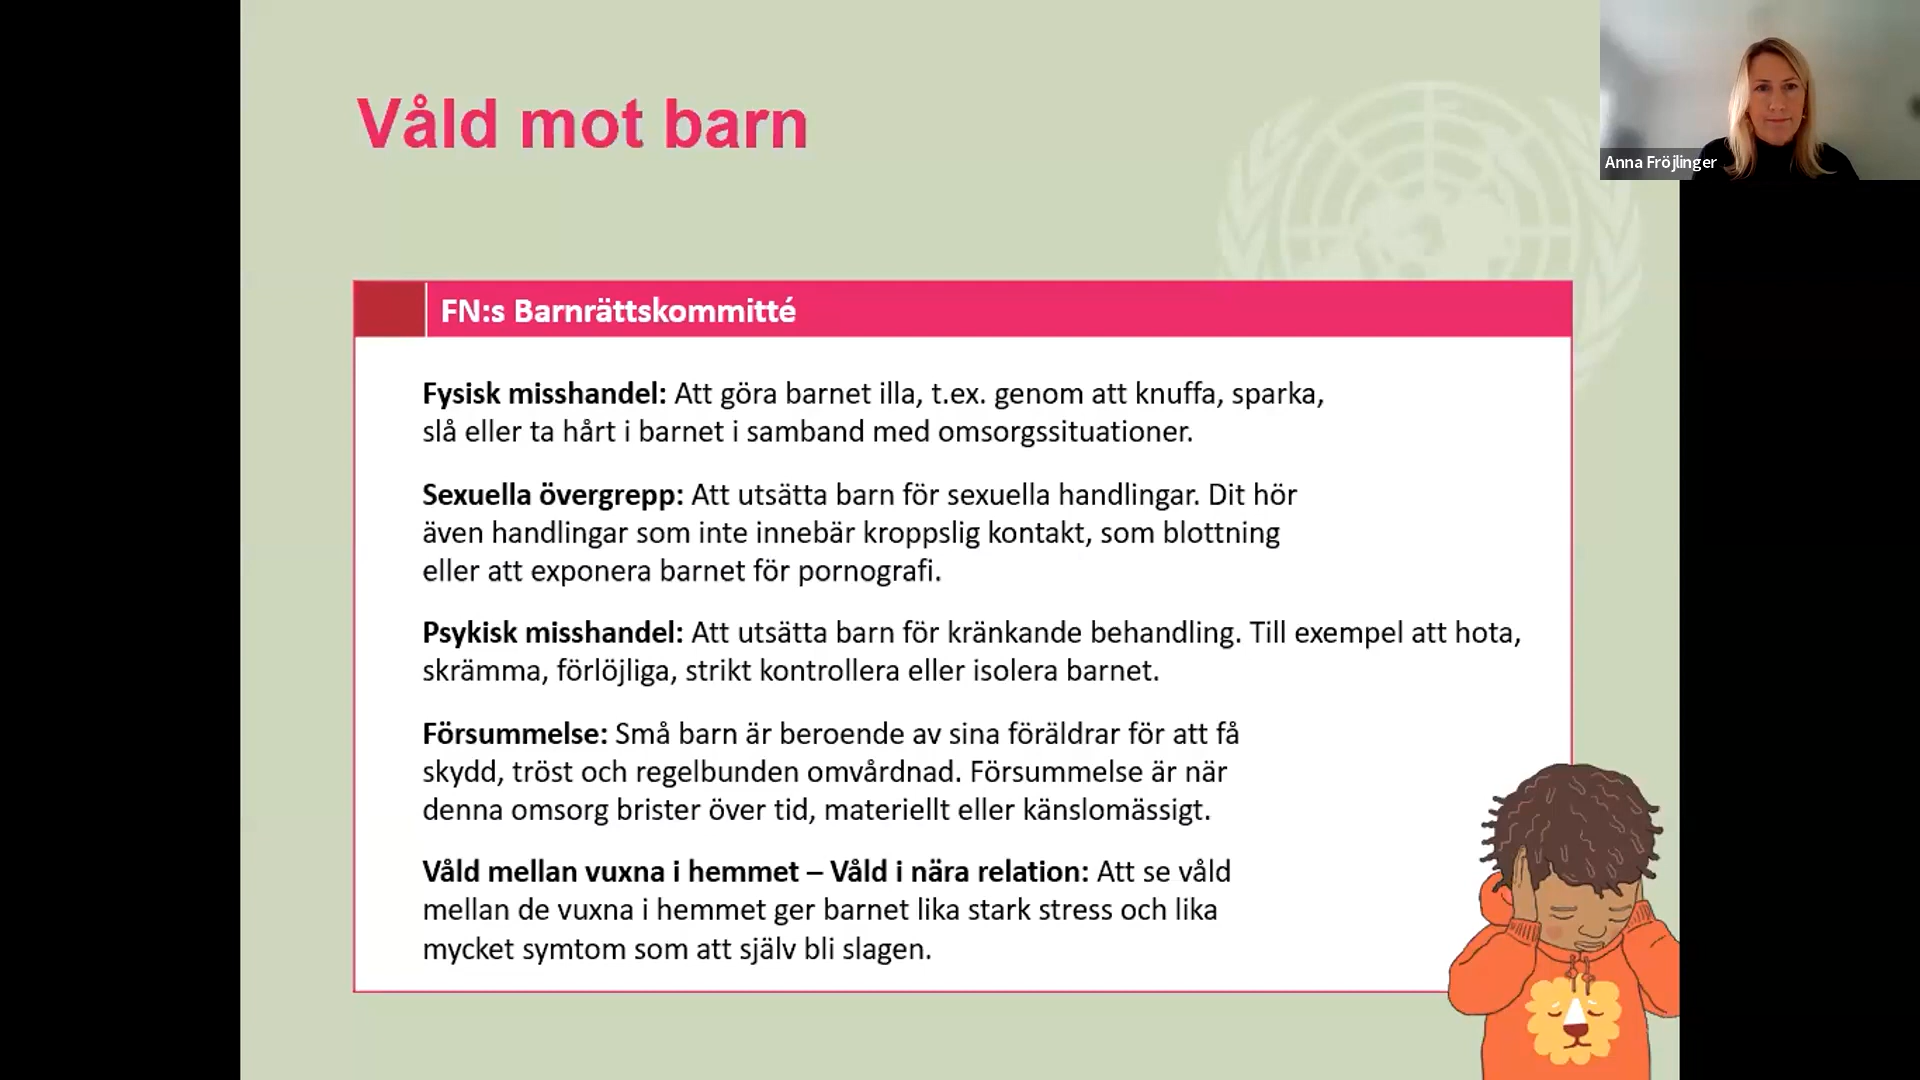 Våld mot barn
Anna Fröjlinger
FN:s Barnrättskommitté
Fysisk misshandel: Att göra barnet illa, t.ex. genom att knuffa, sparka,
slå eller ta hårt i barnet i samband med omsorgssituationer.
Sexuella övergrepp: Att utsätta barn för sexuella handlingar. Dit hör
även handlingar som inte innebär kroppslig kontakt, som blottning
eller att exponera barnet för pornografi.
Psykisk misshandel: Att utsätta barn för kränkande behandling. Till exempel att hota,
skrämma, förlöjliga, strikt kontrollera eller isolera barnet.
Försummelse: Små barn är beroende av sina föräldrar för att få
skydd, tröst och regelbunden omvårdnad. Försummelse är när
denna omsorg brister över tid, materiellt eller känslomässigt.
Våld mellan vuxna i hemmet – Våld i nära relation: Att se våld
mellan de vuxna i hemmet ger barnet lika stark stress och lika
mycket symtom som att själv bli slagen.